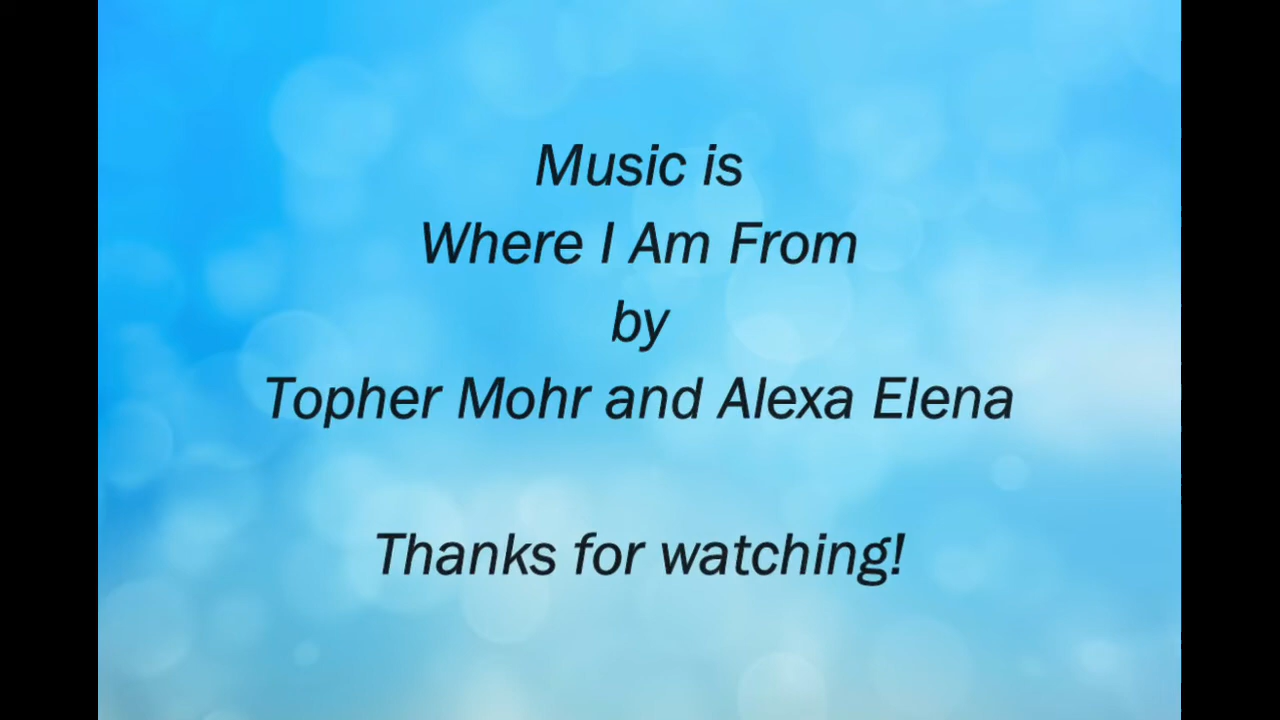 Music is
Where I Am From
by
Topher Mohr and Alexa Elena
Thanks for watching!